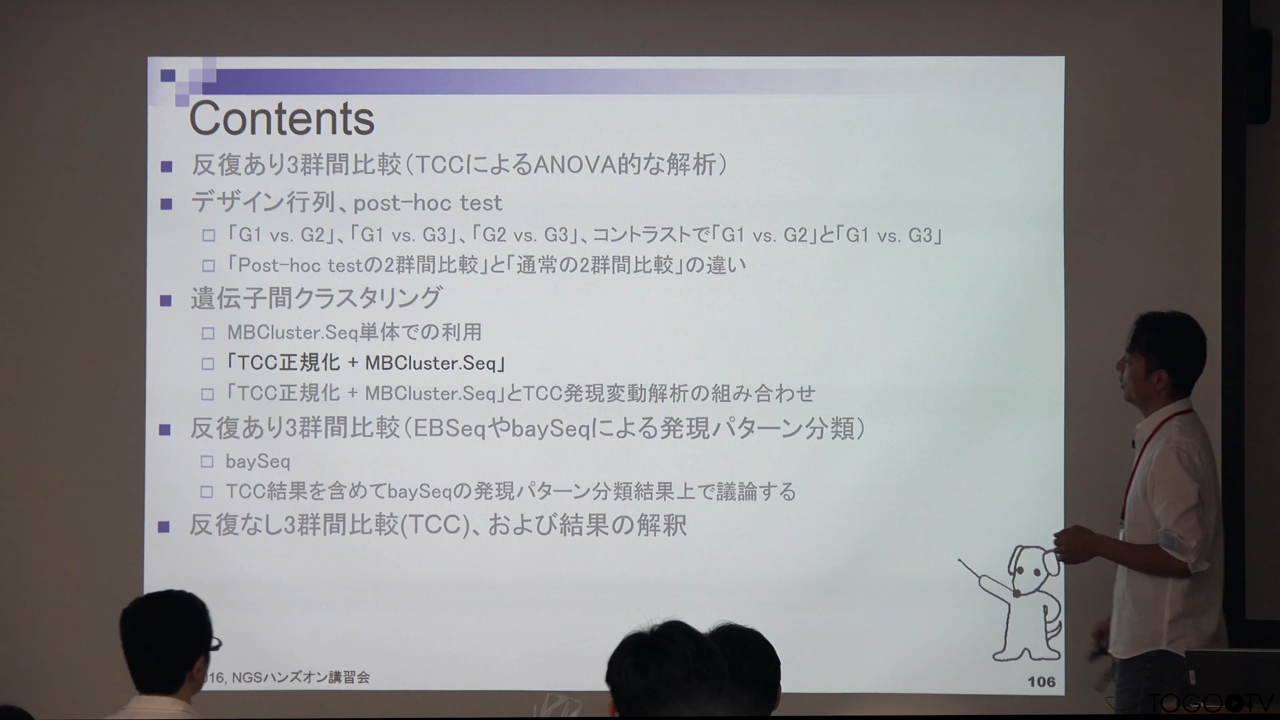 Contents
反復あり3群間比較（TCCによるANOVA的な解析）
デザイン行列、post-hoc test
「G1 vs. G2」、「G1 vs. G3」、「G2 vs. G3」、コントラストで「G1 vs. G2」と「G1 vs. G3」
「Post-hoc testの2群間比較」と「通常の2群間比較」の違い
遺伝子間クラスタリング
MBCluster.Seq単体での利用
「TCC正規化 + MBCluster.Seq」
「TCC正規化 + MBCluster.Seq」とTCC発現変動解析の組み合わせ
反復あり3群間比較（EBSeqやbaySeqによる発現パターン分類）
baySeq
TCC結果を含めてbaySeqの発現パターン分類結果上で議論する
反復なし3群間比較(TCC)、および結果の解釈
16, NGSハンズオン講習会
106
TOGOTV